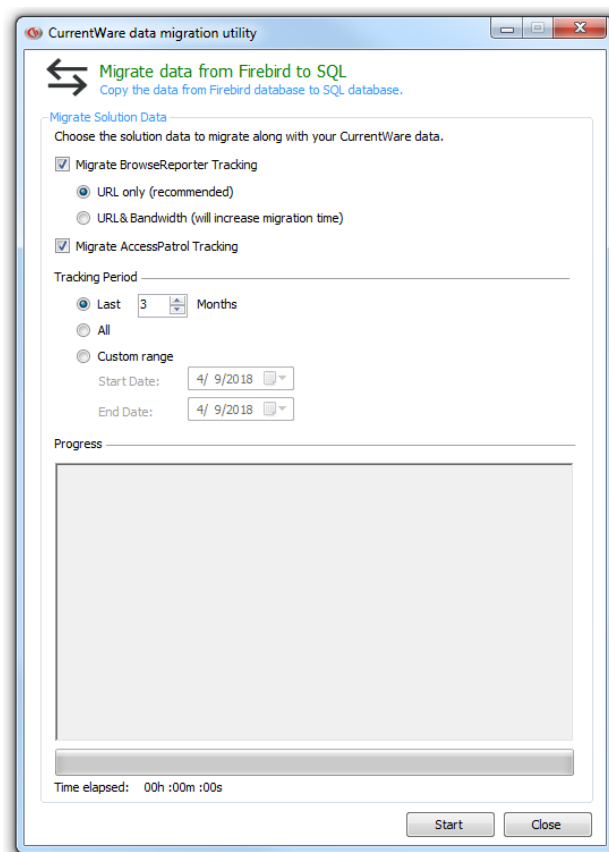 CurrentWare data migration utility
Migrate data from Firebird to SQL
Copy the data from Firebird database to SQL database.
Migrate Solution Data
Choose the solution data to migrate along with your CurrentWare data.
Migrate BrowseReporter Tracking
URL only (recommended)
URL& Bandwidth (will increase migration time)
Migrate AccessPatrol Tracking
Tracking Period
Last 3 Months
All
Custom range
Start Date: 4/ 9/2018
End Date: 4/ 9/2018
Progress
Time elapsed: 00h :00m :00s
Start Close